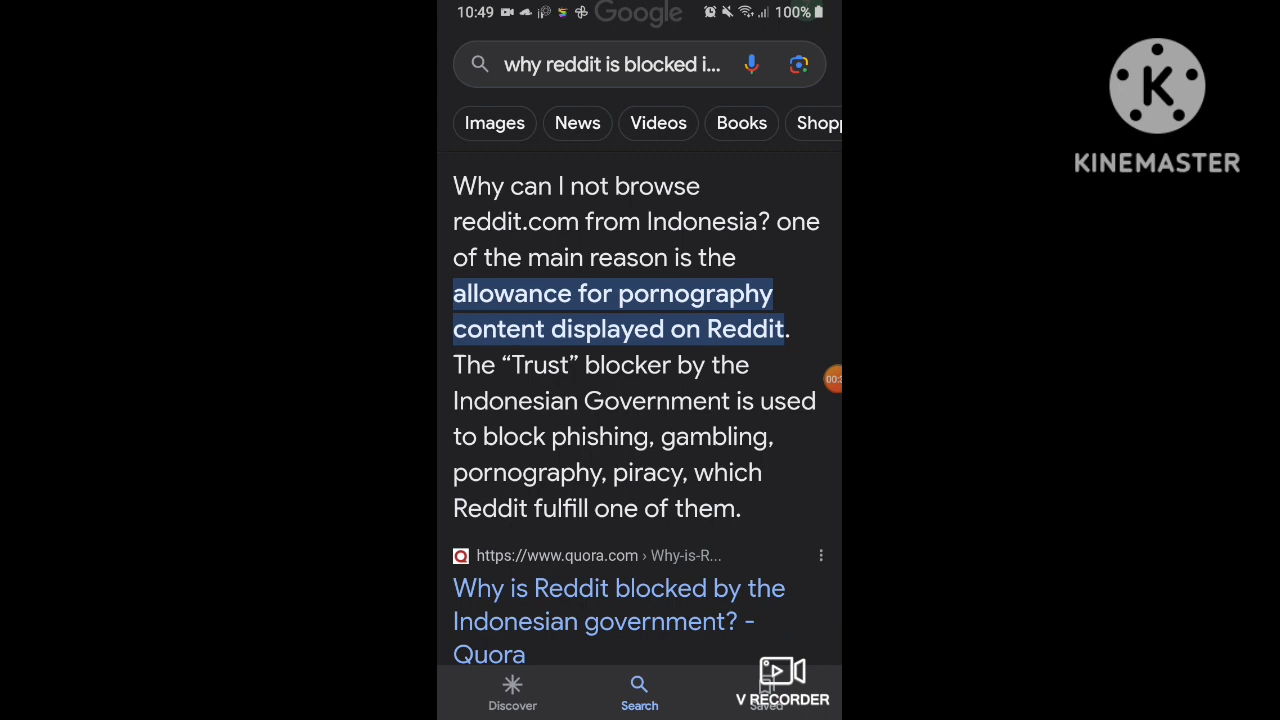 10:49
Google
100%
why reddit is blocked i...
Images
News
Videos
Books
Shopp
K
KINEMASTER
Why can I not browse
reddit.com from Indonesia? one
of the main reason is the
allowance for pornography
content displayed on Reddit.
The “Trust” blocker by the
Indonesian Government is used
to block phishing, gambling,
pornography, piracy, which
Reddit fulfill one of them.
https://www.quora.com › Why-is-R...
Why is Reddit blocked by the
Indonesian government? -
Quora
Discover
Search
V RECORDER
Saved